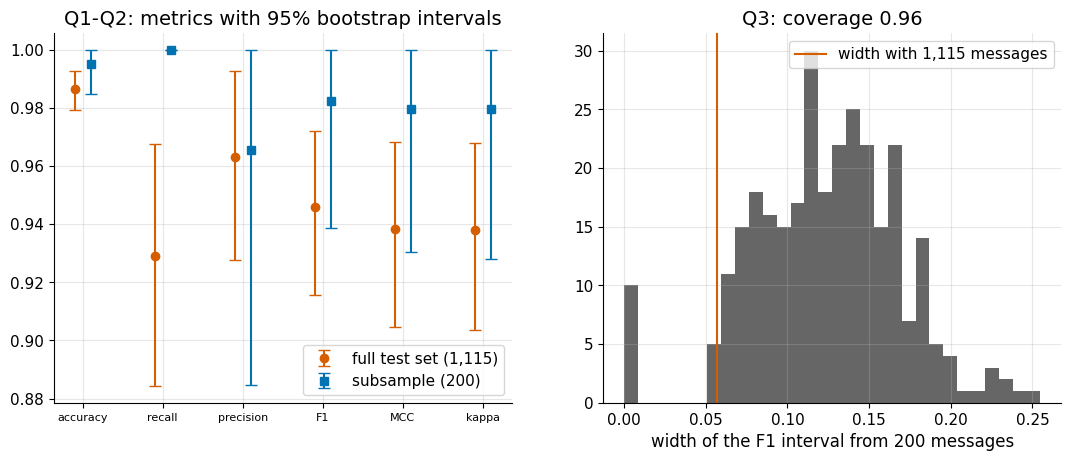 Q1-Q2: metrics with 95% bootstrap intervals
1.00
0.98
0.96
0.94
0.92
0.90
0.88
accuracy
recall
precision
F1
MCC
kappa
full test set (1,115)
subsample (200)
Q3: coverage 0.96
30
25
20
15
10
5
0
0.00
0.05
0.10
0.15
0.20
0.25
width of the F1 interval from 200 messages
width with 1,115 messages